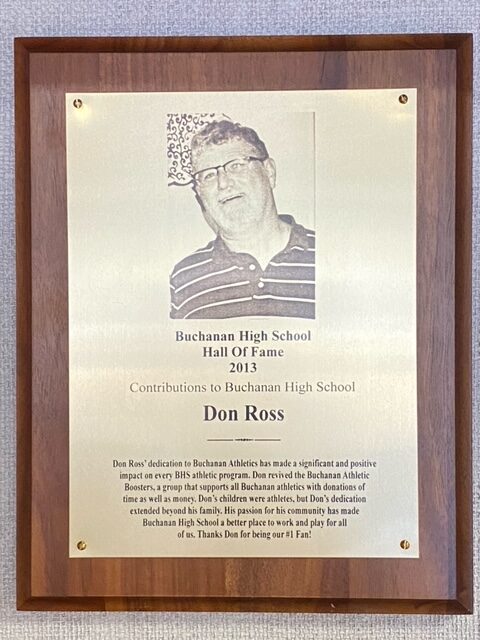 Buchanan High School
Hall Of Fame
2013
Contributions to Buchanan High School
Don Ross
Don Ross' dedication to Buchanan Athletics has made a significant and positive
impact on every BHS athletic program. Don revived the Buchanan Athletic
Boosters, a group that supports all Buchanan athletics with donations of
time as well as money. Don's children were athletes, but Don's dedication
extended beyond his family. His passion for his community has made
Buchanan High School a better place to work and play for all
of us. Thanks Don for being our #1 Fan!